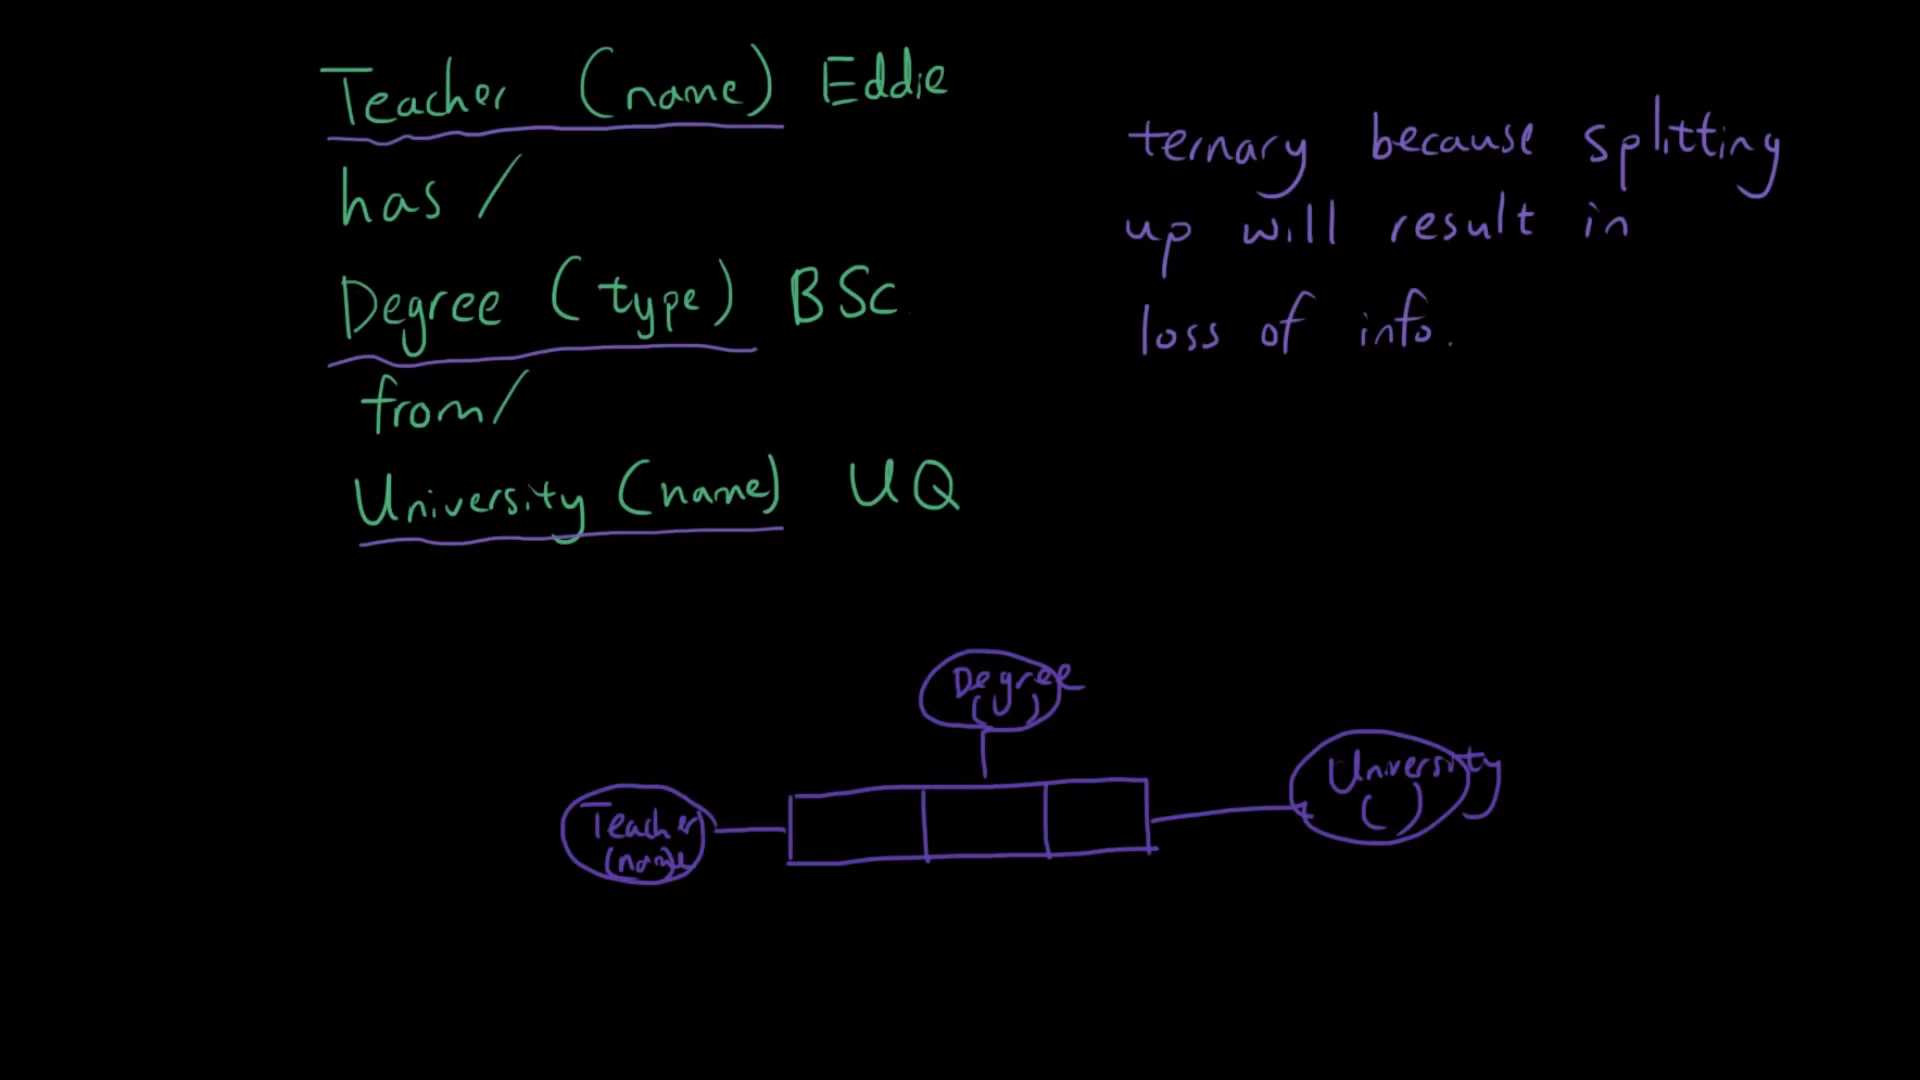 Teacher (name) Eddie
has /
Degree (type) BSc
from/
University (name) UQ
ternary because splitting
up will result in
loss of info.
Degree
( )
University
( )
Teacher
(name)